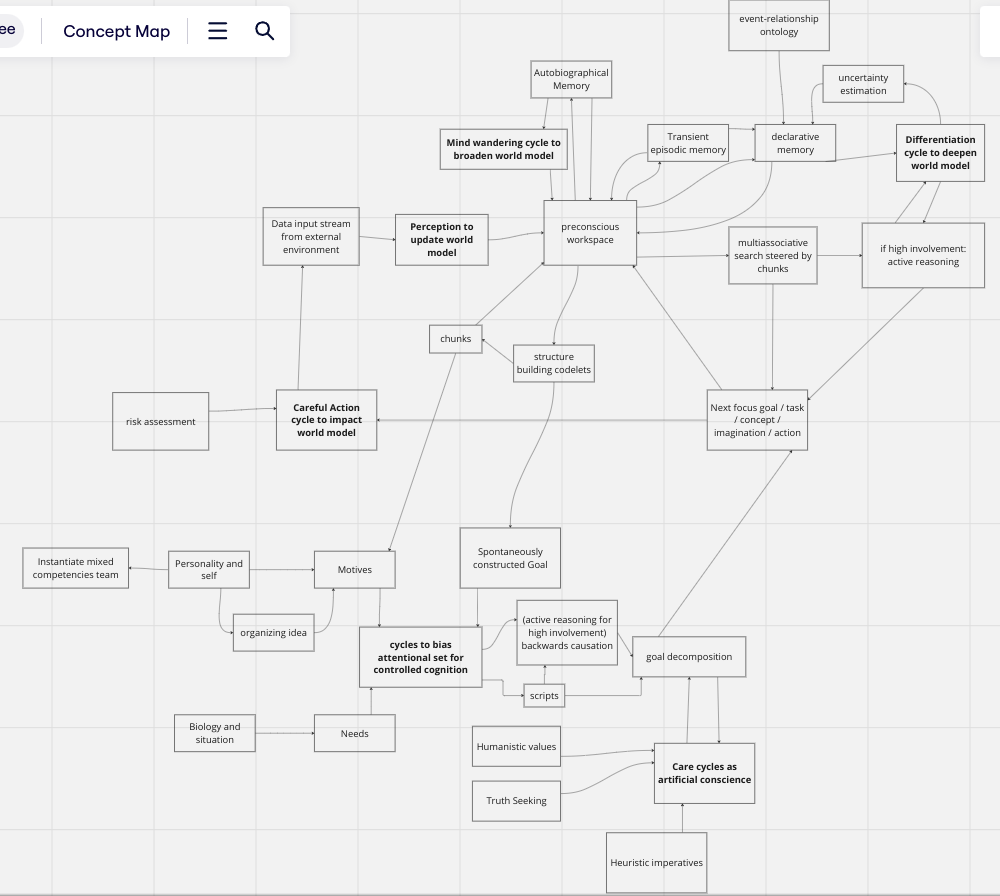 ee
Concept Map
event-relationship
ontology
Autobiographical
Memory
uncertainty
estimation
Mind wandering cycle to
broaden world model
Transient
episodic memory
declarative
memory
Differentiation
cycle to deepen
world model
Data input stream
from external
environment
Perception to
update world
model
preconscious
workspace
multiassociative
search steered by
chunks
if high involvement:
active reasoning
chunks
structure
building codelets
risk assessment
Careful Action
cycle to impact
world model
Next focus goal / task
/ concept /
imagination / action
Instantiate mixed
competencies team
Personality and
self
Motives
Spontaneously
constructed Goal
organizing idea
cycles to bias
attentional set for
controlled cognition
(active reasoning for
high involvement)
backwards causation
goal decomposition
scripts
Biology and
situation
Needs
Humanistic values
Care cycles as
artificial conscience
Truth Seeking
Heuristic imperatives